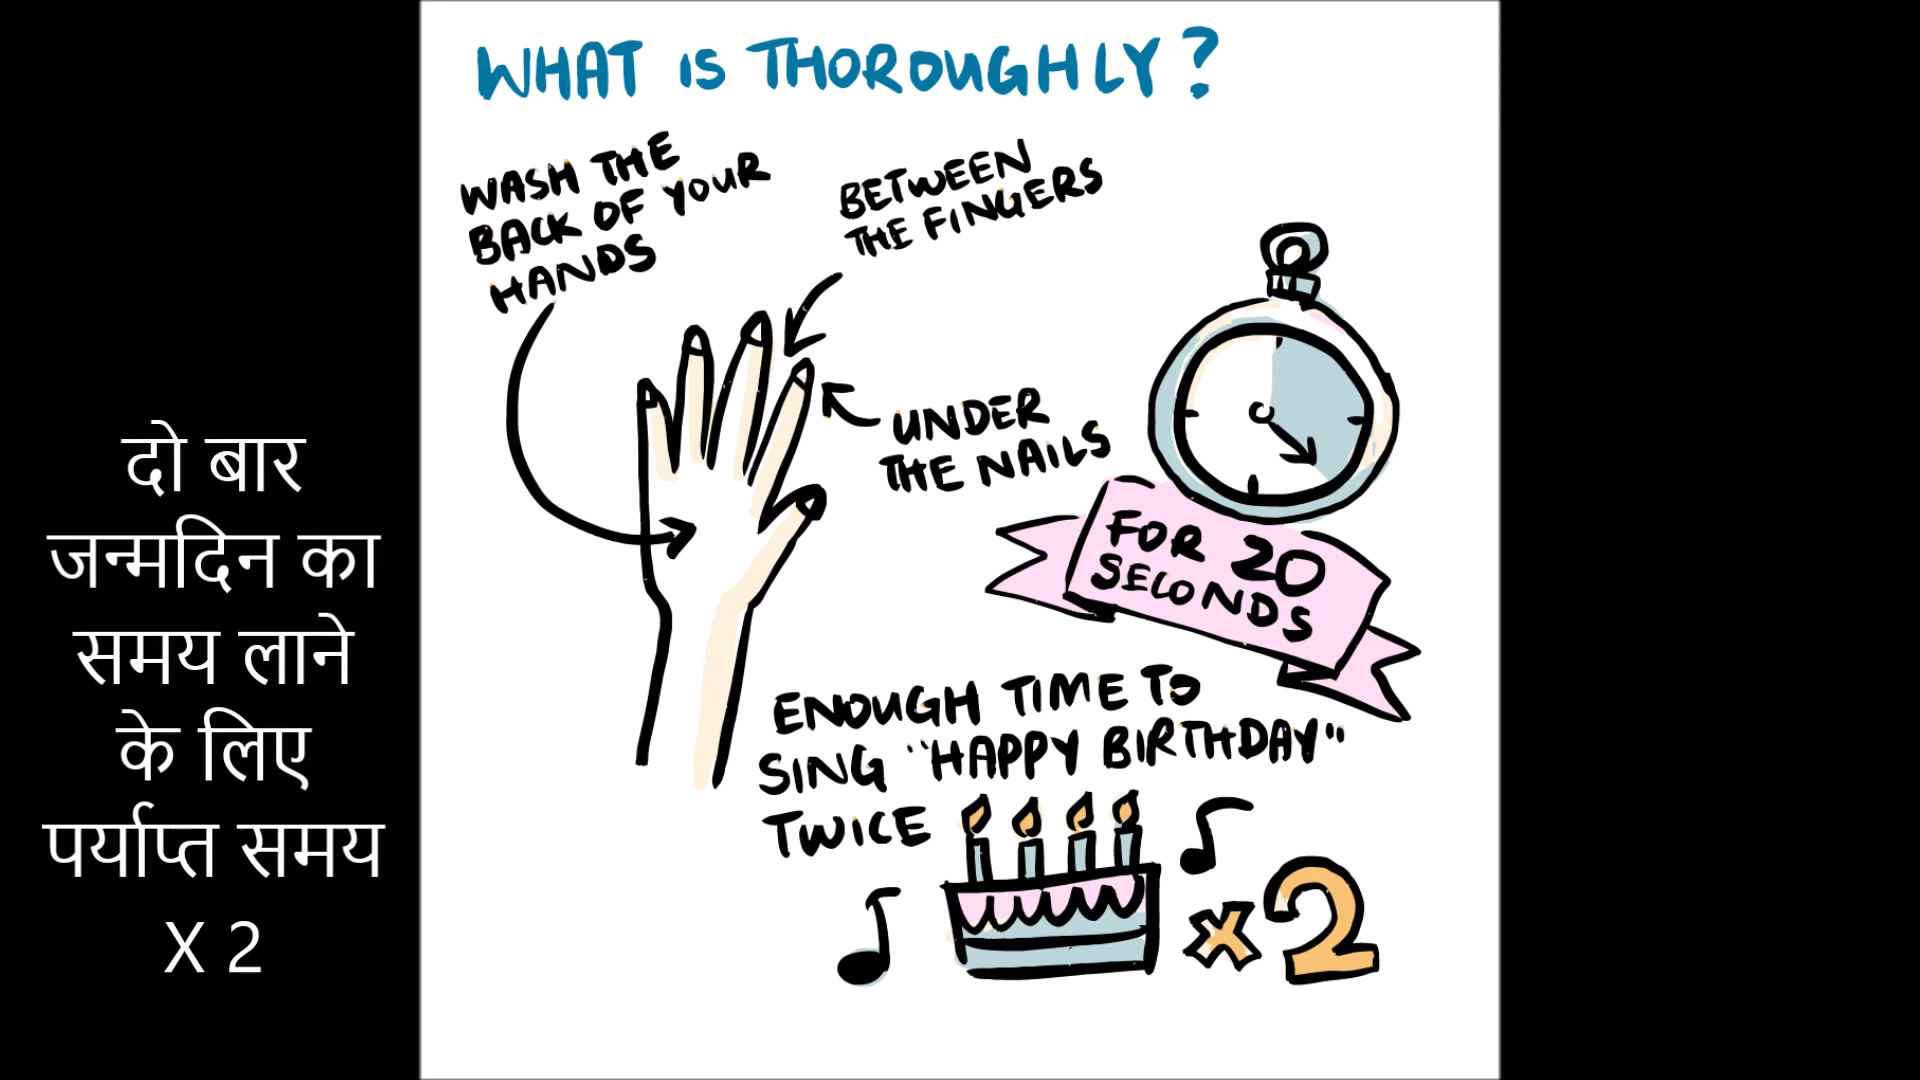 WHAT IS THOROUGHLY?
WASH THE
BACK OF YOUR
HANDS
BETWEEN
THE FINGERS
UNDER
THE NAILS
FOR 20
SECONDS
ENOUGH TIME TO
SING "HAPPY BIRTHDAY"
TWICE
x2
दो बार
जन्मदिन का
समय लाने
के लिए
पर्याप्त समय
X 2